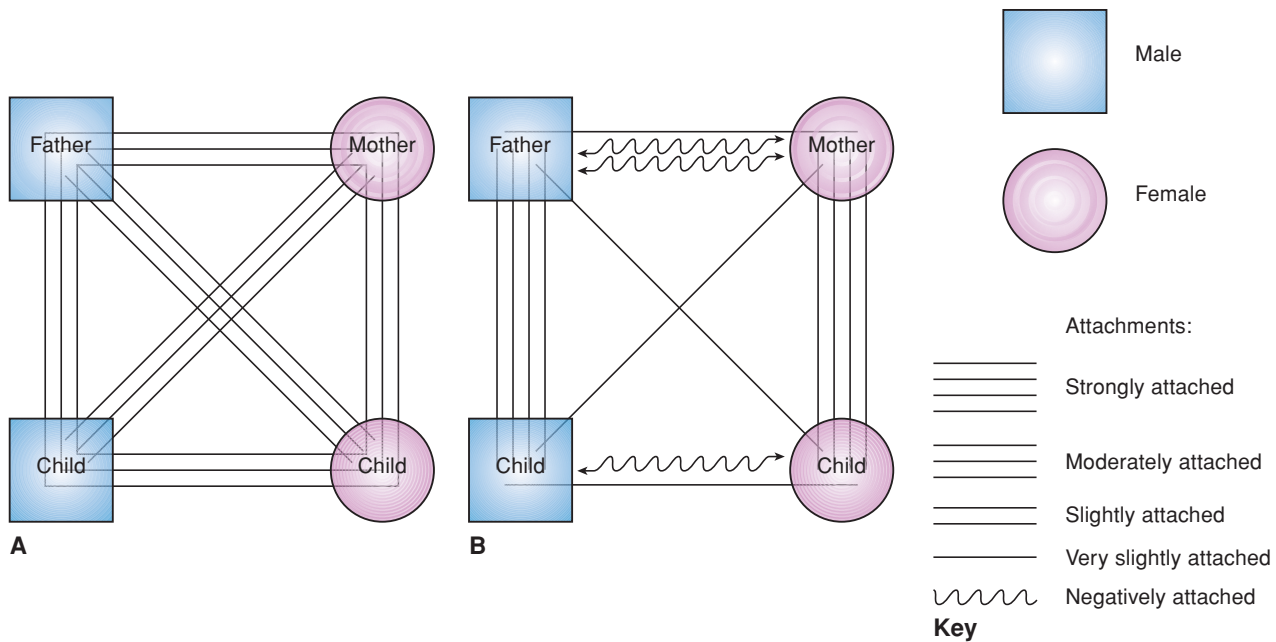 Father
Mother
Child
Child
A
Father
Mother
Child
Child
B
Male
Female
Attachments:
Strongly attached
Moderately attached
Slightly attached
Very slightly attached
Negatively attached
Key